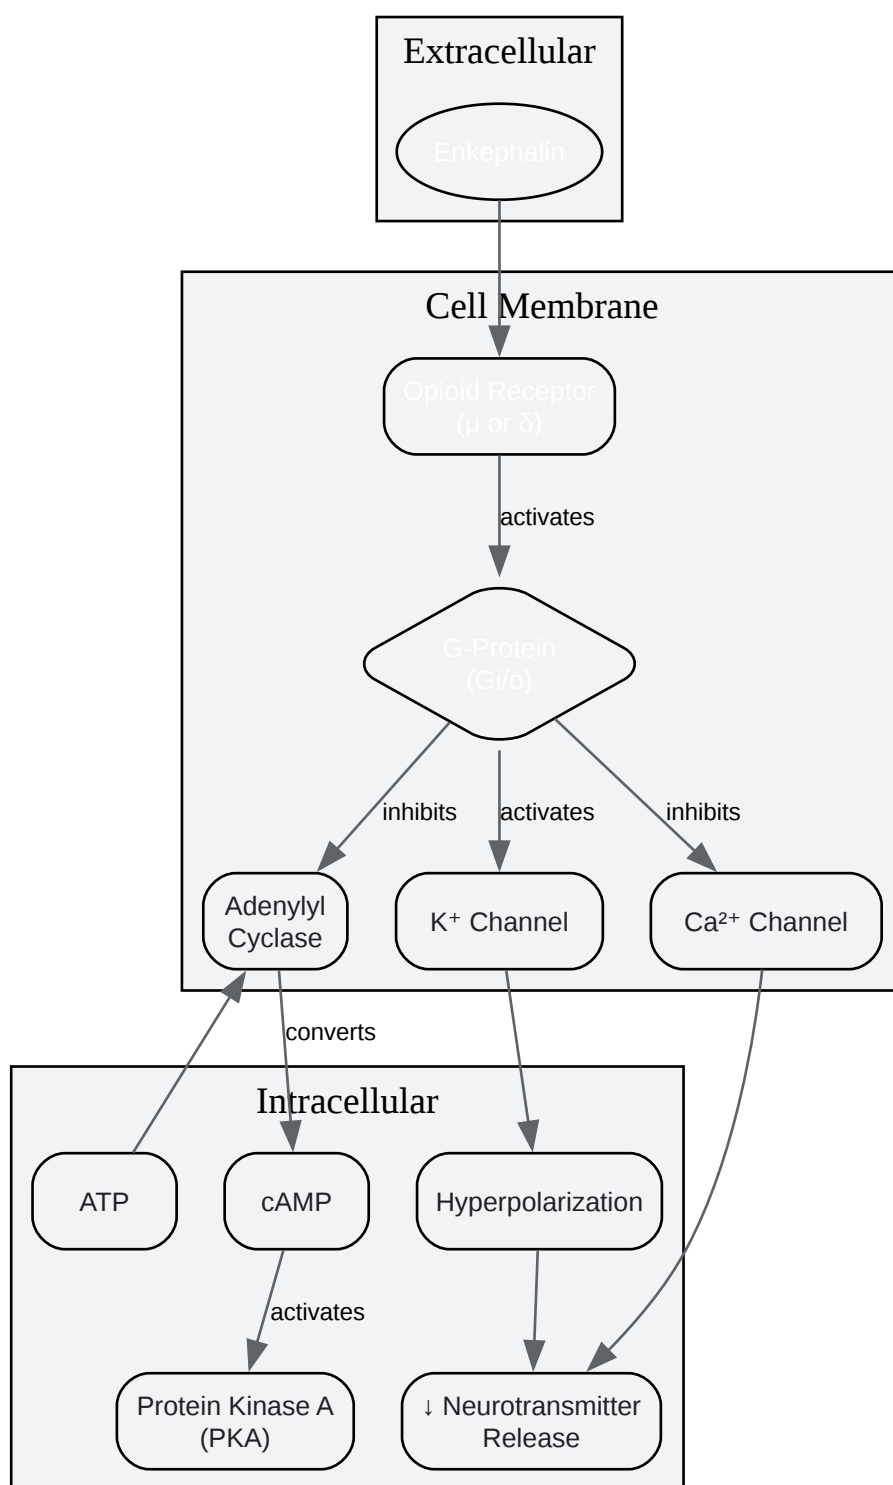 Extracellular
Enkephalin
Cell Membrane
Opioid Receptor
(μ or δ)
activates
G-Protein
(Gi/o)
inhibits
activates
inhibits
Adenylyl
Cyclase
K⁺ Channel
Ca²⁺ Channel
converts
Intracellular
ATP
cAMP
Hyperpolarization
activates
Protein Kinase A
(PKA)
↓ Neurotransmitter
Release